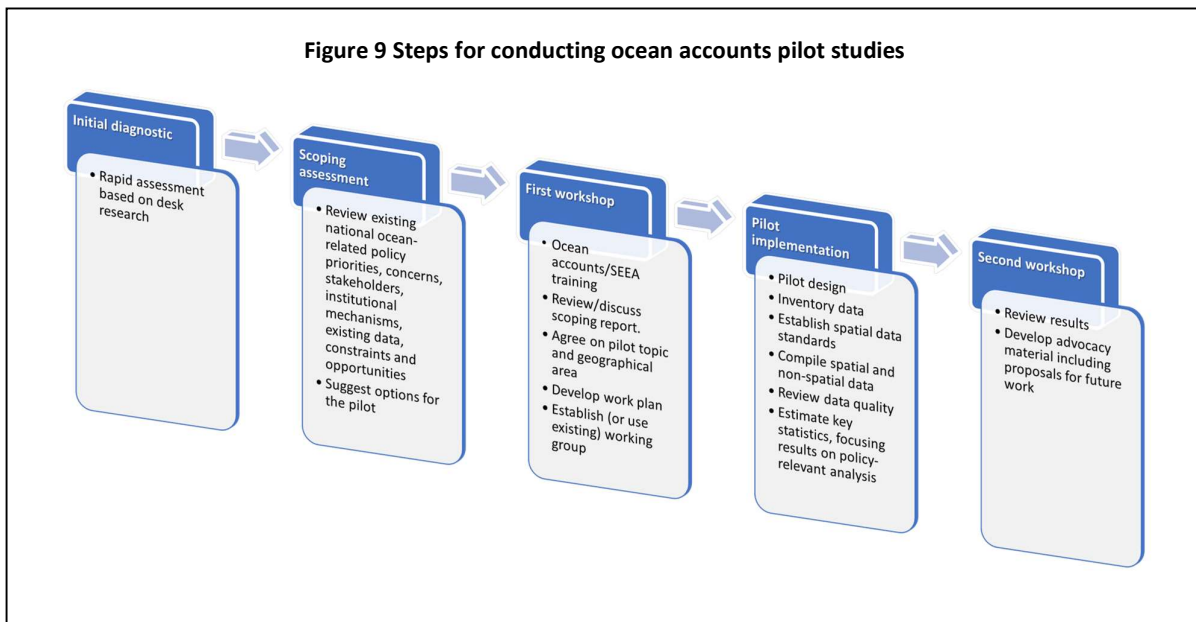 Figure 9 Steps for conducting ocean accounts pilot studies
Initial diagnostic
• Rapid assessment
based on desk
research
Scoping
assessment
• Review existing
national ocean-
related policy
priorities, concerns,
stakeholders,
institutional
mechanisms,
existing data,
constraints and
opportunities
• Suggest options for
the pilot
First workshop
• Ocean
accounts/SEEA
training
• Review/discuss
scoping report.
• Agree on pilot topic
and geographical
area
• Develop work plan
• Establish (or use
existing) working
group
Pilot
implementation
• Pilot design
• Inventory data
• Establish spatial data
standards
• Compile spatial and
non-spatial data
• Review data quality
• Estimate key
statistics, focusing
results on policy-
relevant analysis
Second workshop
• Review results
• Develop advocacy
material including
proposals for future
work